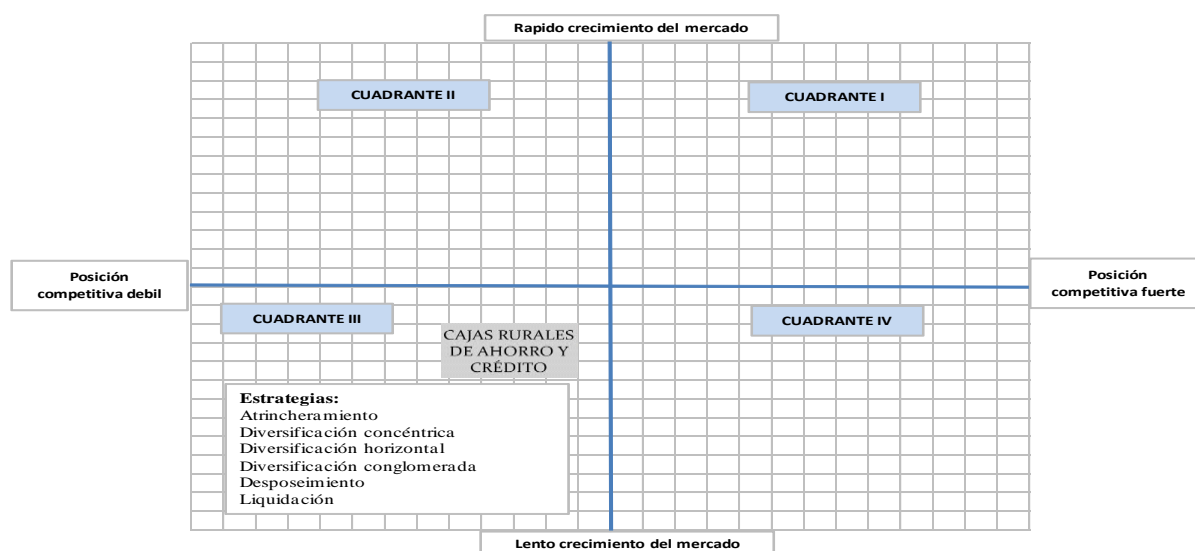 Rapido crecimiento del mercado
CUADRANTE II
CUADRANTE I
Posición
competitiva debil
Posición
competitiva fuerte
CUADRANTE III
CUADRANTE IV
CAJAS RURALES
DE AHORRO Y
CRÉDITO
Estrategias:
Atrincheramiento
Diversificación concéntrica
Diversificación horizontal
Diversificación conglomerada
Desposeimiento
Liquidación
Lento crecimiento del mercado